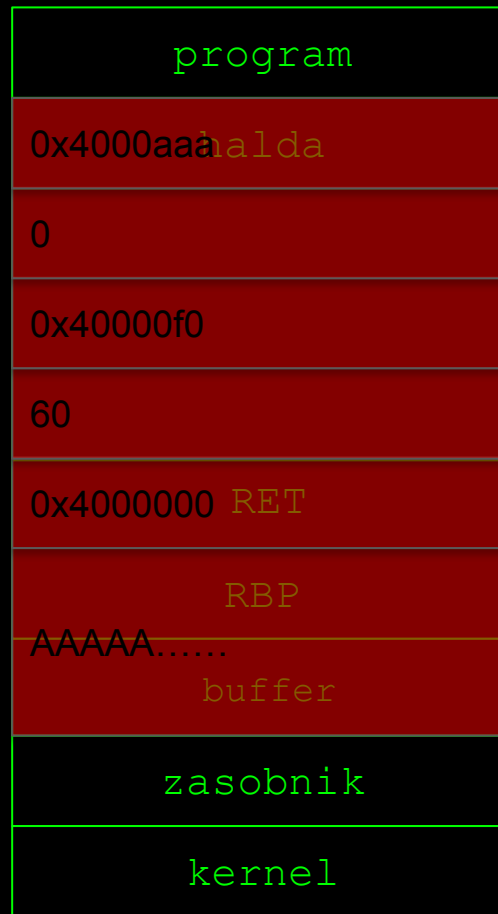 program
0x4000aaa halda
0
0x40000f0
60
0x4000000 RET
RBP
AAAAA……
buffer
zasobnik
kernel